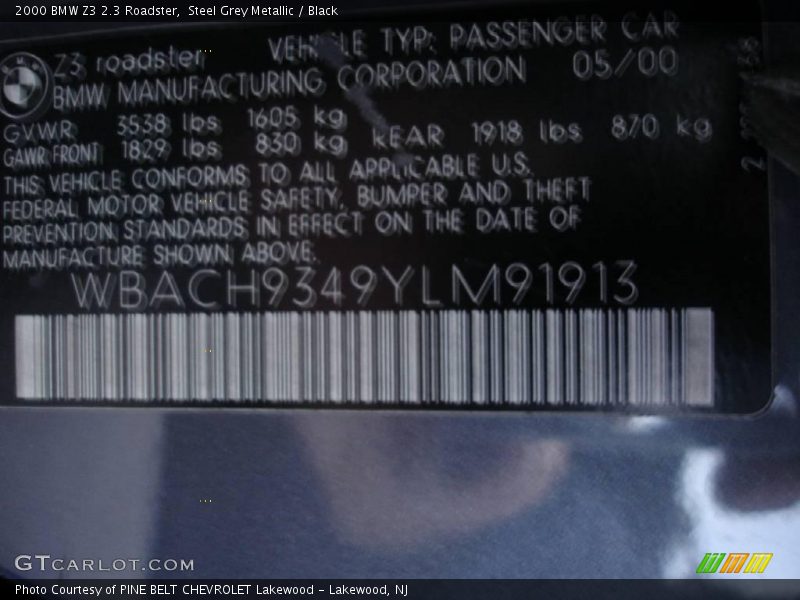 2000 BMW Z3 2.3 Roadster, Steel Grey Metallic / Black
Z3 roadster VEHICLE TYP: PASSENGER CAR
BMW MANUFACTURING CORPORATION 05/00
GVWR 3538 lbs 1605 kg
GAWR FRONT 1829 lbs 830 kg REAR 1918 lbs 870 kg
THIS VEHICLE CONFORMS TO ALL APPLICABLE U.S.
FEDERAL MOTOR VEHICLE SAFETY, BUMPER AND THEFT
PREVENTION STANDARDS IN EFFECT ON THE DATE OF
MANUFACTURE SHOWN ABOVE.
WBACH9349YLM91913
GTCARLOT.COM
Photo Courtesy of PINE BELT CHEVROLET Lakewood - Lakewood, NJ